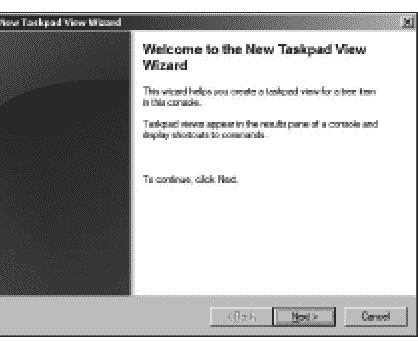 New Taskpad View Wizard
Welcome to the New Taskpad View
Wizard
This wizard helps you create a taskpad view for a tree item
in this console.
Taskpad views appear in the results pane of a console and
display shortcuts to commands.
To continue, click Next.
< Back
Next >
Cancel